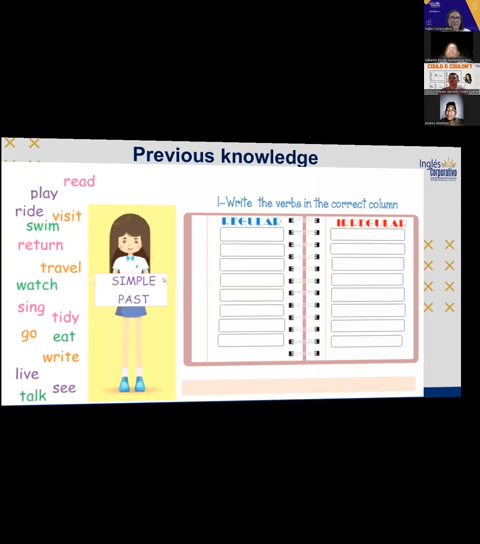 COULD & COULDN'T
Previous knowledge
Inglés
Corporativo
read
play
ride visit
swim
return
travel
watch
sing
tidy
go eat
write
live
see
talk
SIMPLE
PAST
1-Write the verbs in the correct column
REGULAR
IRREGULAR